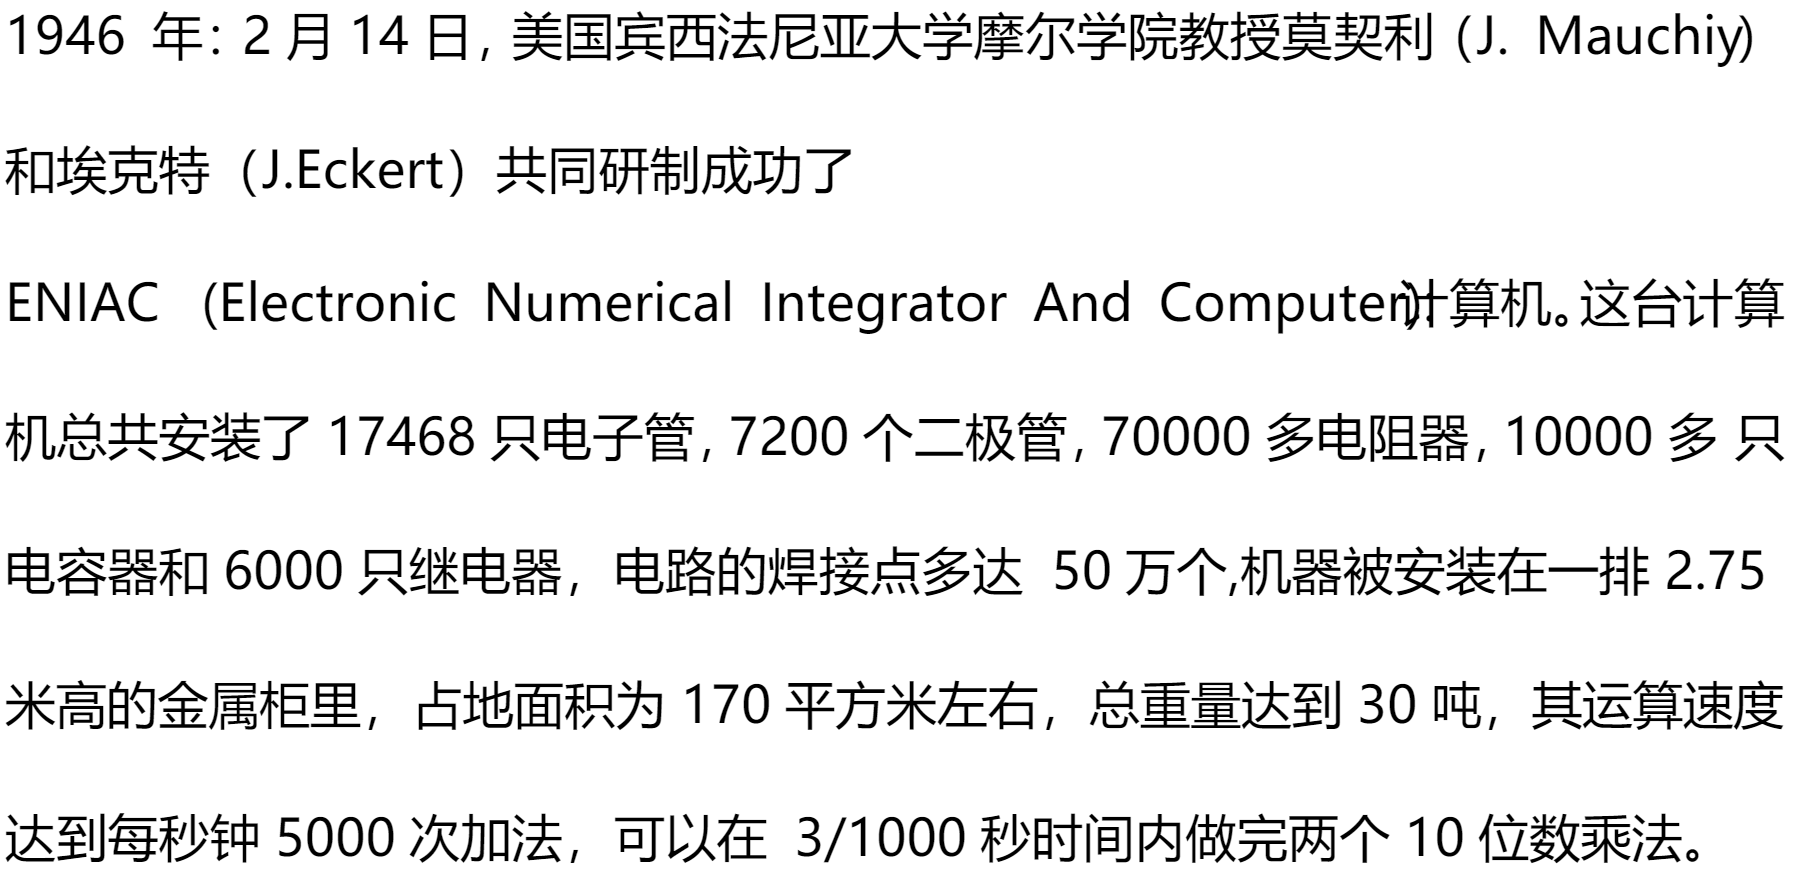 1946 年：2 月 14 日，美国宾西法尼亚大学摩尔学院教授莫契利（J. Mauchiy)
和埃克特（J.Eckert）共同研制成功了
ENIAC (Electronic Numerical Integrator And Computer)计算机。这台计算
机总共安装了 17468 只电子管，7200 个二极管，70000 多电阻器，10000 多 只
电容器和 6000 只继电器，电路的焊接点多达 50 万个,机器被安装在一排 2.75
米高的金属柜里，占地面积为 170 平方米左右，总重量达到 30 吨，其运算速度
达到每秒钟 5000 次加法，可以在 3/1000 秒时间内做完两个 10 位数乘法。